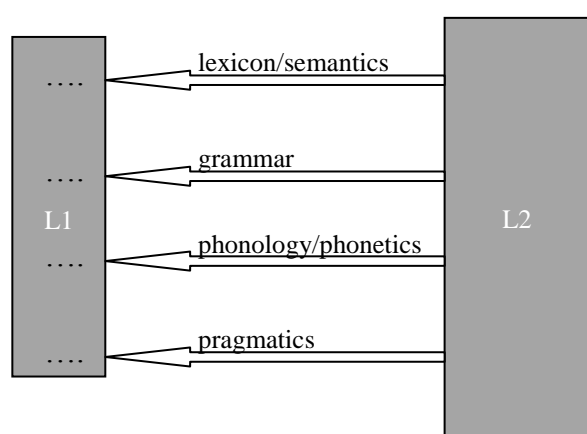 lexicon/semantics
....
grammar
....
L1
L2
phonology/phonetics
....
pragmatics
....